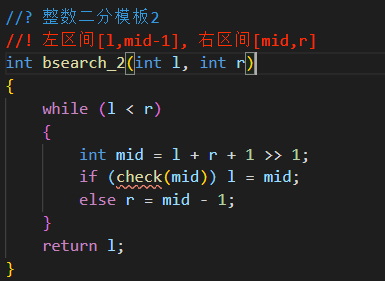 //? 整数二分模板2
//! 左区间[l,mid-1], 右区间[mid,r]
int bsearch_2(int l, int r)
{
    while (l < r)
    {
        int mid = l + r + 1 >> 1;
        if (check(mid)) l = mid;
        else r = mid - 1;
    }
    return l;
}